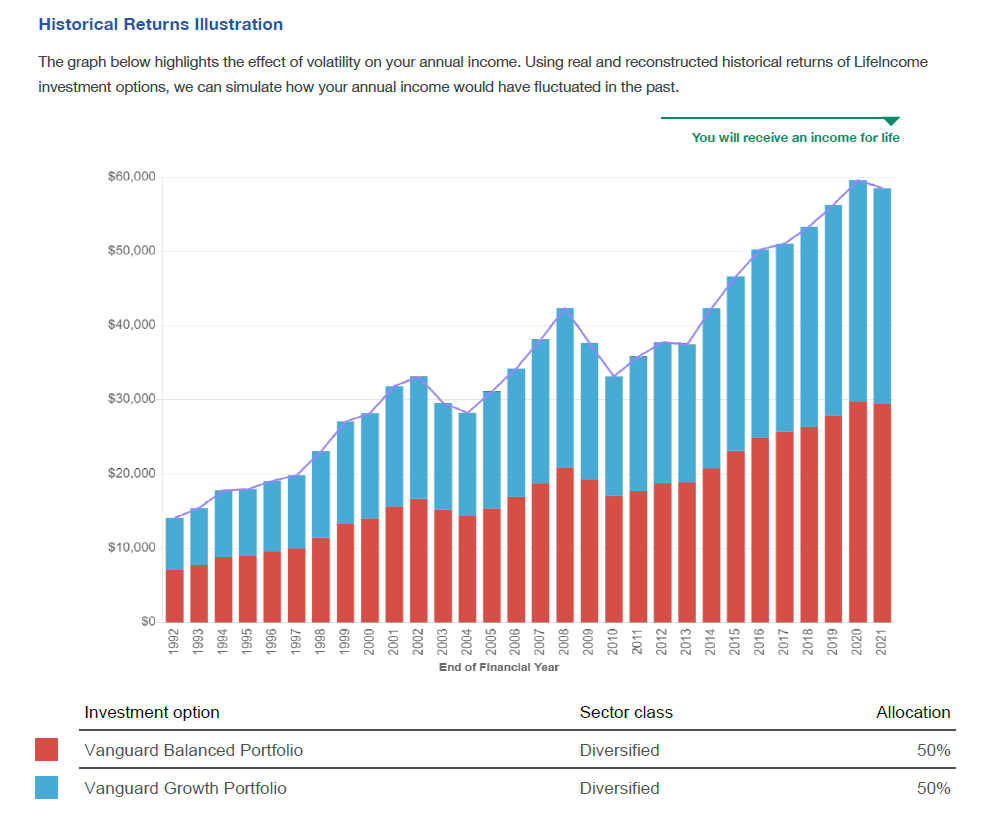 Historical Returns Illustration
The graph below highlights the effect of volatility on your annual income. Using real and reconstructed historical returns of LifeIncome
investment options, we can simulate how your annual income would have fluctuated in the past.
You will receive an income for life
$60,000
$50,000
$40,000
$30,000
$20,000
$10,000
$0
1992 1993 1994 1995 1996 1997 1998 1999 2000 2001 2002 2003 2004 2005 2006 2007 2008 2009 2010 2011 2012 2013 2014 2015 2016 2017 2018 2019 2020 2021
End of Financial Year
Investment option Sector class Allocation
Vanguard Balanced Portfolio Diversified 50%
Vanguard Growth Portfolio Diversified 50%